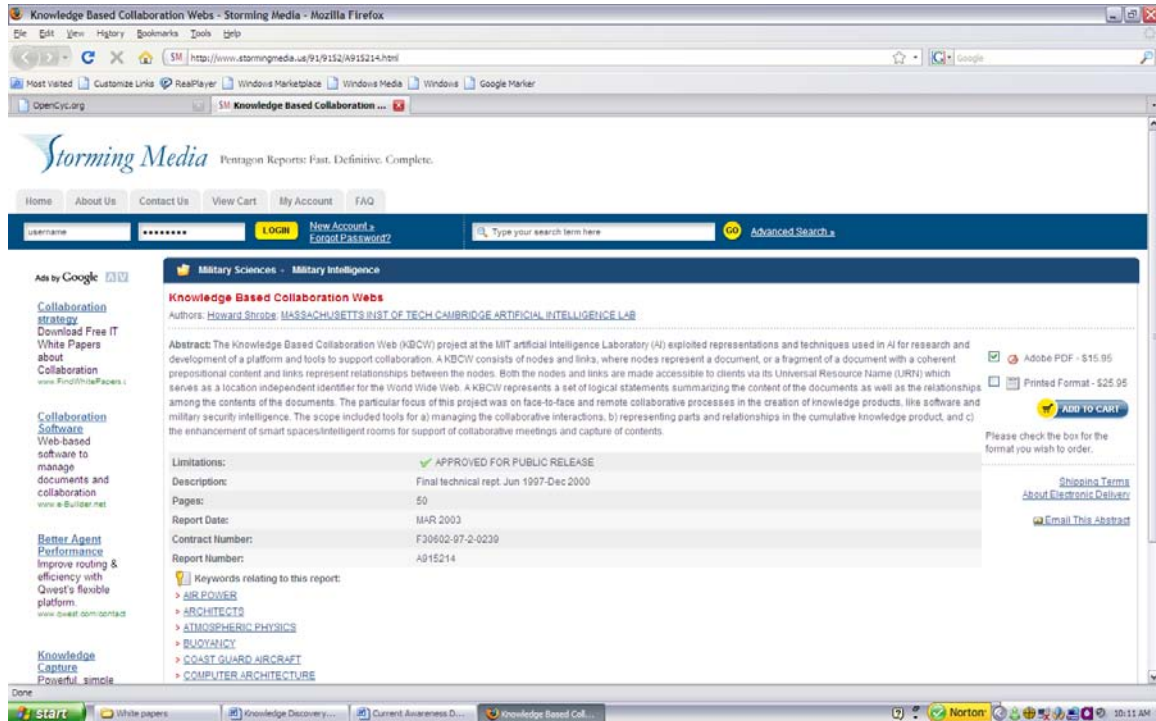 Knowledge Based Collaboration Webs - Storming Media - Mozilla Firefox
File Edit View History Bookmarks Tools Help
SM http://www.stormingmedia.us/91/9152/A915214.html
Google
Most Visited Customize Links RealPlayer Windows Marketplace Windows Media Windows Google Marker
OpenCyc.org
SM Knowledge Based Collaboration ...
Storming Media Pentagon Reports: Fast. Definitive. Complete.
Home About Us Contact Us View Cart My Account FAQ
username
LOGIN
New Account »
Forgot Password?
Type your search term here
GO
Advanced Search »
Ads by Google
Collaboration
strategy
Download Free IT
White Papers
about
Collaboration
www.FindWhitePapers.c
Collaboration
Software
Web-based
software to
manage
documents and
collaboration
www.e-Builder.net
Better Agent
Performance
Improve routing &
efficiency with
Qwest's flexible
platform.
www.qwest.com/contact
Knowledge
Capture
Powerful, simple
Military Sciences - Military Intelligence
Knowledge Based Collaboration Webs
Authors: Howard Shrobe; MASSACHUSETTS INST OF TECH CAMBRIDGE ARTIFICIAL INTELLIGENCE LAB
Abstract: The Knowledge Based Collaboration Web (KBCW) project at the MIT artificial Intelligence Laboratory (AI) exploited representations and techniques used in AI for research and
development of a platform and tools to support collaboration. A KBCW consists of nodes and links, where nodes represent a document, or a fragment of a document with a coherent
prepositional content and links represent relationships between the nodes. Both the nodes and links are made accessible to clients via its Universal Resource Name (URN) which
serves as a location independent identifier for the World Wide Web. A KBCW represents a set of logical statements summarizing the content of the documents as well as the relationships
among the contents of the documents. The particular focus of this project was on face-to-face and remote collaborative processes in the creation of knowledge products, like software and
military security intelligence. The scope included tools for a) managing the collaborative interactions, b) representing parts and relationships in the cumulative knowledge product, and c)
the enhancement of smart spaces/intelligent rooms for support of collaborative meetings and capture of contents.
Adobe PDF - $15.95
Printed Format - $25.95
ADD TO CART
Please check the box for the
format you wish to order.
Shipping Terms
About Electronic Delivery
Email This Abstract
Limitations: APPROVED FOR PUBLIC RELEASE
Description: Final technical rept. Jun 1997-Dec 2000
Pages: 50
Report Date: MAR 2003
Contract Number: F30602-97-2-0239
Report Number: A915214
Keywords relating to this report:
> AIR POWER
> ARCHITECTS
> ATMOSPHERIC PHYSICS
> BUOYANCY
> COAST GUARD AIRCRAFT
> COMPUTER ARCHITECTURE
Done
start White papers Knowledge Discovery... Current Awareness D... Knowledge Based Coll... Norton 10:11 AM